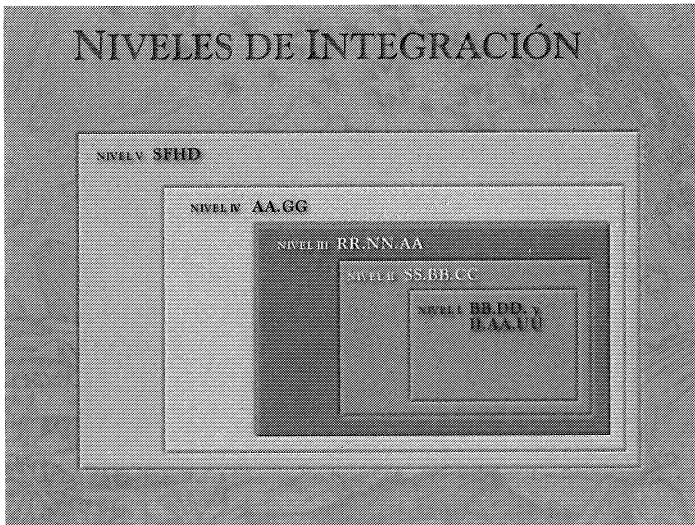 NIVELES DE INTEGRACIÓN
NIVEL V SFHD
NIVEL IV AA.GG
NIVEL III RR.NN.AA
NIVEL II SS.BB.CC
NIVEL I BB.DD. y
II.AA.UU